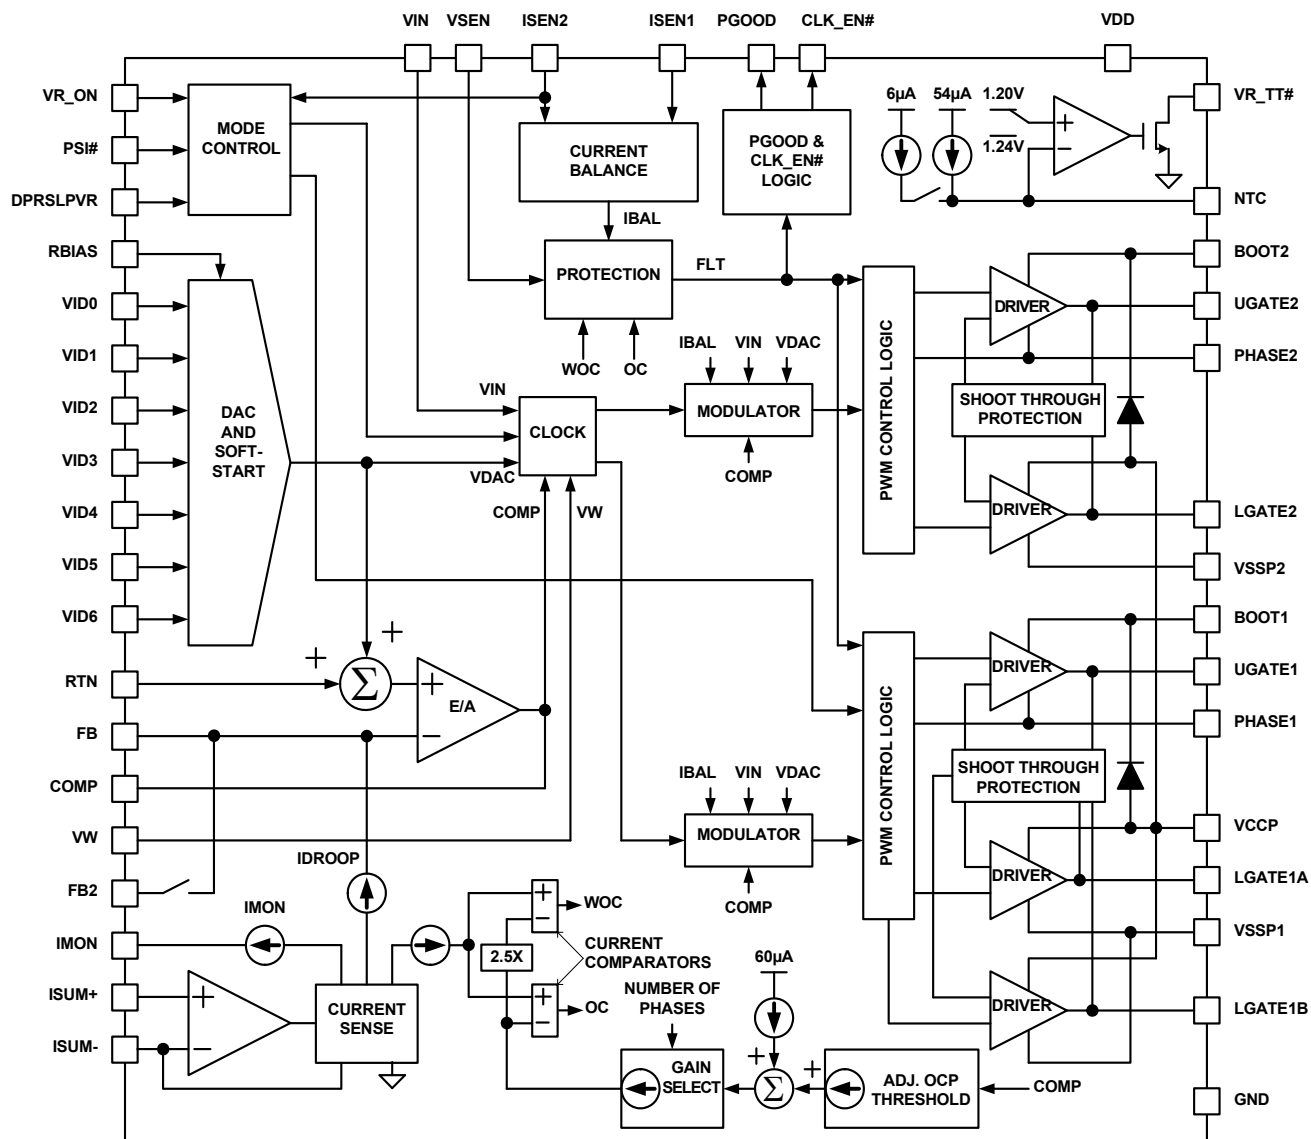 VIN
VSEN
ISEN2
ISEN1
PGOOD
CLK_EN#
VDD
VR_ON
PSI#
DPRSLPVR
RBIAS
VID0
VID1
VID2
VID3
VID4
VID5
VID6
RTN
FB
COMP
VW
FB2
IMON
ISUM+
ISUM-
MODE
CONTROL
CURRENT
BALANCE
IBAL
PROTECTION
FLT
WOC
OC
PGOOD &
CLK_EN#
LOGIC
6µA
54µA
1.20V
1.24V
+
−
VR_TT#
NTC
BOOT2
UGATE2
PHASE2
LGATE2
VSSP2
BOOT1
UGATE1
PHASE1
VCCP
LGATE1A
VSSP1
LGATE1B
GND
DAC
AND
SOFT-
START
VIN
CLOCK
VDAC
COMP
VW
IBAL
VIN
VDAC
MODULATOR
COMP
PWM CONTROL LOGIC
DRIVER
SHOOT THROUGH
PROTECTION
DRIVER
+
+
Σ
+
E/A
−
IDROOP
IBAL
VIN
VDAC
MODULATOR
COMP
PWM CONTROL LOGIC
DRIVER
SHOOT THROUGH
PROTECTION
DRIVER
DRIVER
IMON
+
−
CURRENT
SENSE
+
−
WOC
2.5X
CURRENT
COMPARATORS
+
−
OC
NUMBER OF
PHASES
GAIN
SELECT
60µA
+
Σ
+
ADJ. OCP
THRESHOLD
COMP